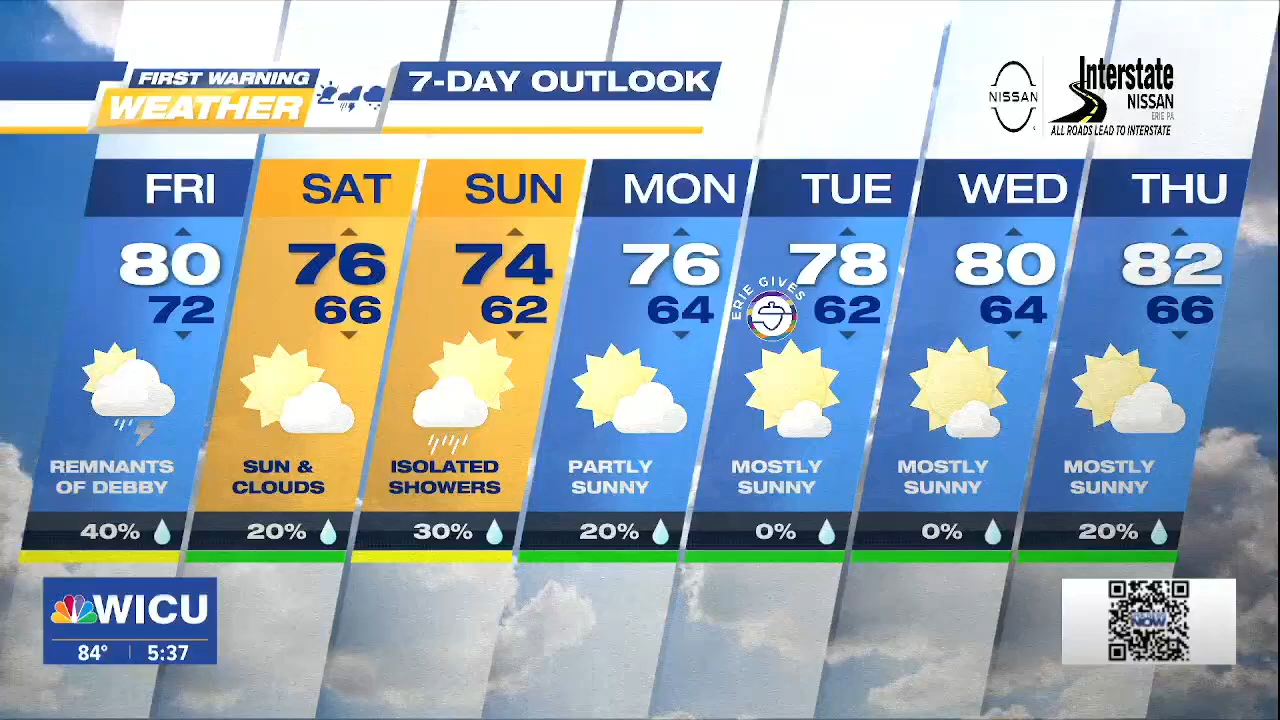 FIRST WARNING
WEATHER
7-DAY OUTLOOK
NISSAN
Interstate
NISSAN
ERIE PA
ALL ROADS LEAD TO INTERSTATE
FRI SAT SUN MON TUE WED THU
80 76 74 76 78 80 82
72 66 62 64 62 64 66
ERIE GIVES
REMNANTS OF DEBBY
SUN & CLOUDS
ISOLATED SHOWERS
PARTLY SUNNY
MOSTLY SUNNY
MOSTLY SUNNY
MOSTLY SUNNY
40% 20% 30% 20% 0% 0% 20%
WICU
84° | 5:37
NOW